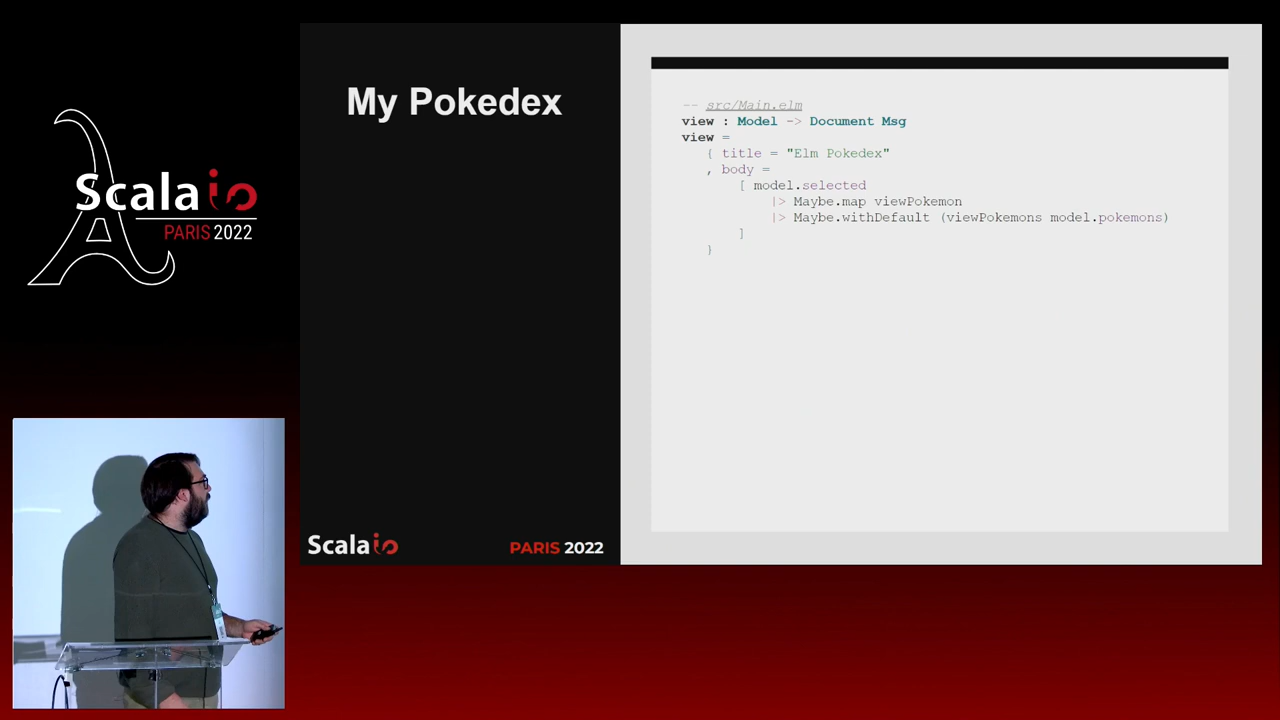 Scala io
PARIS 2022
My Pokedex
-- src/Main.elm
view : Model -> Document Msg
view =
{ title = "Elm Pokedex"
, body =
[ model.selected
|> Maybe.map viewPokemon
|> Maybe.withDefault (viewPokemons model.pokemons)
]
}
Scala io
PARIS 2022